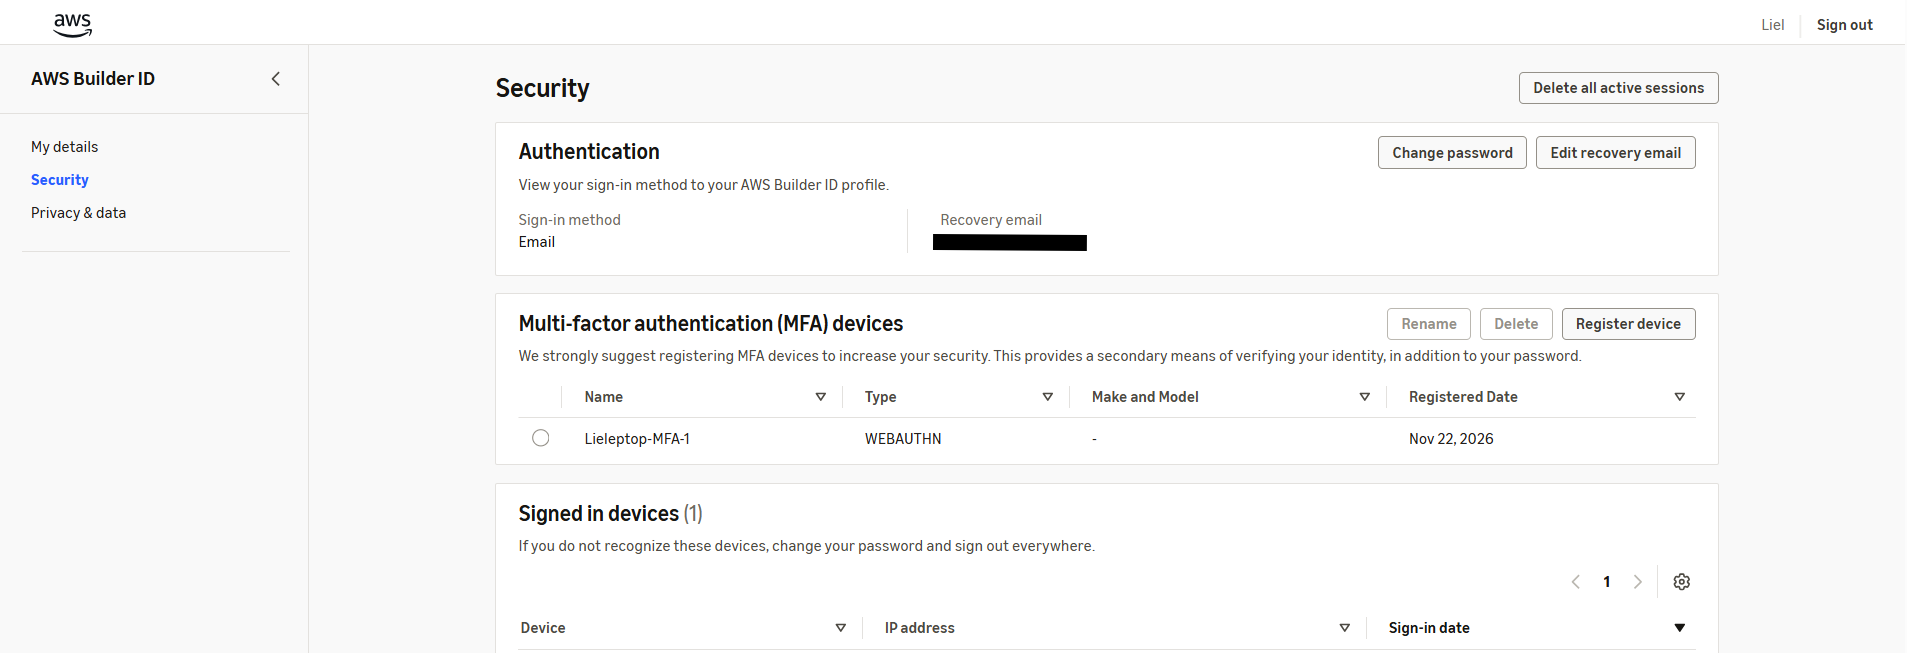 aws
Liel
Sign out
AWS Builder ID
My details
Security
Privacy & data
Security
Delete all active sessions
Authentication
Change password
Edit recovery email
View your sign-in method to your AWS Builder ID profile.
Sign-in method
Email
Recovery email
Multi-factor authentication (MFA) devices
Rename
Delete
Register device
We strongly suggest registering MFA devices to increase your security. This provides a secondary means of verifying your identity, in addition to your password.
Name Type Make and Model Registered Date
Lieleptop-MFA-1 WEBAUTHN - Nov 22, 2026
Signed in devices (1)
If you do not recognize these devices, change your password and sign out everywhere.
1
Device IP address Sign-in date